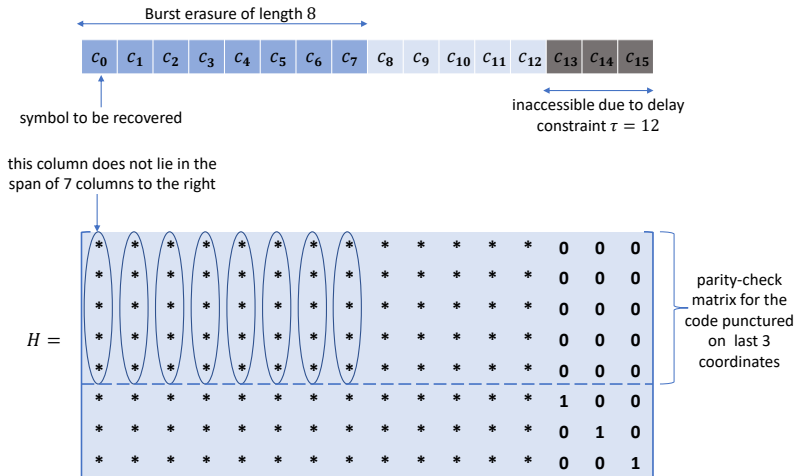 Burst erasure of length 8
c₀ c₁ c₂ c₃ c₄ c₅ c₆ c₇ c₈ c₉ c₁₀ c₁₁ c₁₂ c₁₃ c₁₄ c₁₅
symbol to be recovered
inaccessible due to delay
constraint τ = 12
this column does not lie in the
span of 7 columns to the right
* * * * * * * * * * * * * 0 0 0
* * * * * * * * * * * * * 0 0 0
* * * * * * * * * * * * * 0 0 0
* * * * * * * * * * * * * 0 0 0
* * * * * * * * * * * * * 0 0 0
* * * * * * * * * * * * * 1 0 0
* * * * * * * * * * * * * 0 1 0
* * * * * * * * * * * * * 0 0 1
H =
parity-check
matrix for the
code punctured
on last 3
coordinates